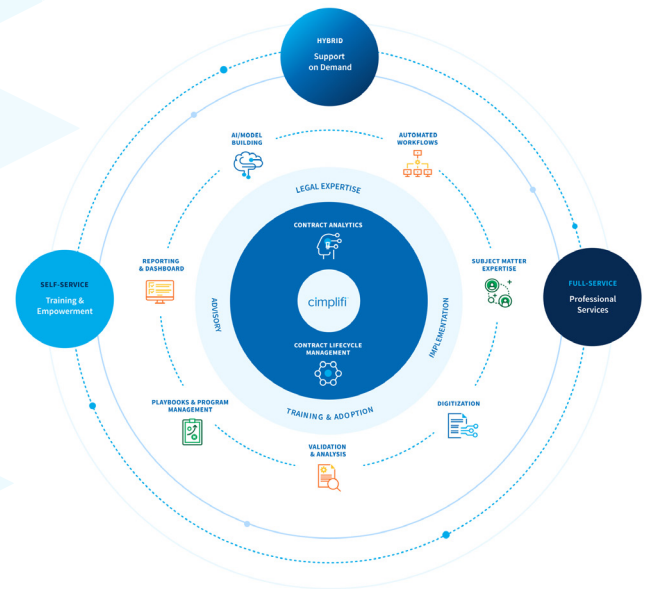 HYBRID
Support
on Demand
AI/MODEL
BUILDING
AUTOMATED
WORKFLOWS
LEGAL EXPERTISE
CONTRACT ANALYTICS
REPORTING
& DASHBOARD
SUBJECT MATTER
EXPERTISE
SELF-SERVICE
Training &
Empowerment
FULL-SERVICE
Professional
Services
cimplifi
ADVISORY
IMPLEMENTATION
CONTRACT LIFECYCLE
MANAGEMENT
PLAYBOOKS & PROGRAM
MANAGEMENT
DIGITIZATION
TRAINING & ADOPTION
VALIDATION
& ANALYSIS